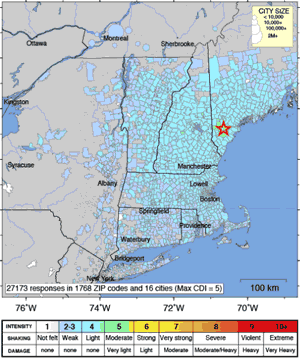 CITY SIZE
< 10,000
10,000+
100,000+
2M+
Ottawa
Montreal
Sherbrooke
Kingston
Syracuse
Manchester
Albany
Lowell
Boston
Springfield
Providence
Waterbury
Bridgeport
New York
27173 responses in 1768 ZIP codes and 16 cities (Max CDI = 5)
100 km
76°W 74°W 72°W 70°W
INTENSITY 1 2-3 4 5 6 7 8 9 10+
SHAKING Not felt Weak Light Moderate Strong Very strong Severe Violent Extreme
DAMAGE none none none Very light Light Moderate Moderate/Heavy Heavy Very Heavy